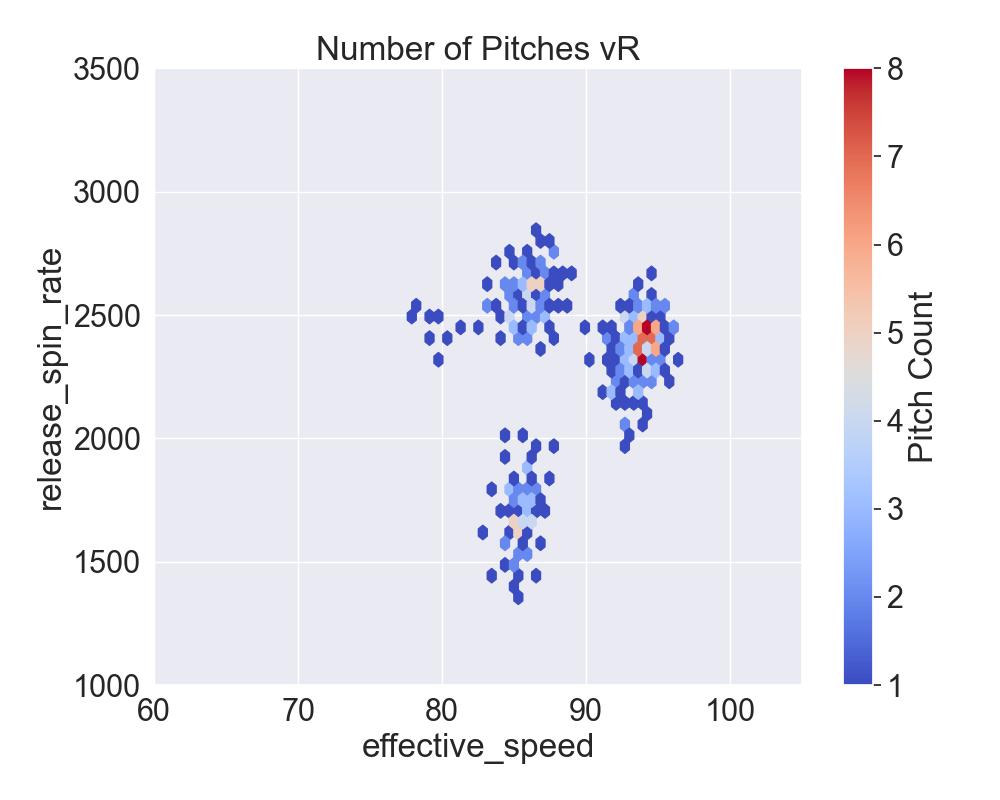 Number of Pitches vR
3500
3000
2500
2000
1500
1000
release_spin_rate
60 70 80 90 100
effective_speed
8
7
6
5
4
3
2
1
Pitch Count